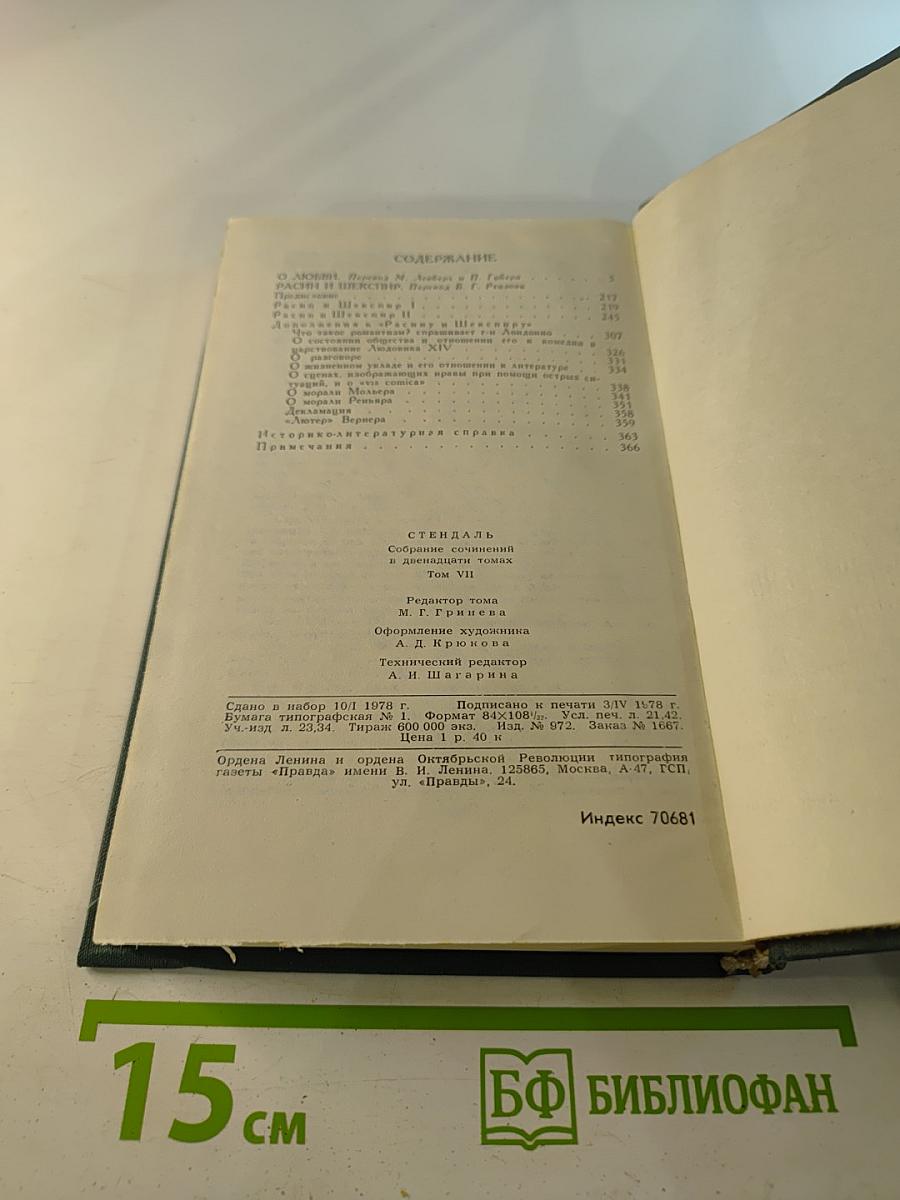 СОДЕРЖАНИЕ
О ЛЮБВИ. Перевод М. Левберг и П. Губера . . . . . . 5
РАСИН И ШЕКСПИР. Перевод Б. Г. Реизова
Предисловие . . . . . . 217
Расин и Шекспир I . . . . . . 219
Расин и Шекспир II . . . . . . 245
Дополнения к «Расину и Шекспиру»
Что такое романтизм? спрашивает г-н Лондонио . . . 307
О состоянии общества в отношении его к комедии в
царствование Людовика XIV . . . . . . 326
О разговоре . . . . . . 331
О жизненном укладе и его отношении к литературе . . 334
О сценах, изображающих нравы при помощи острых си-
туаций, и о «vis comica» . . . . . . 338
О морали Мольера . . . . . . 341
О морали Реньяра . . . . . . 351
Декламация . . . . . . 358
«Лютер» Вернера . . . . . . 359
Историко-литературная справка . . . . . . 363
Примечания . . . . . . 366
СТЕНДАЛЬ
Собрание сочинений
в двенадцати томах
Том VII
Редактор тома
М. Г. Гринева
Оформление художника
А. Д. Крюкова
Технический редактор
А. И. Шагарина
Сдано в набор 10/I 1978 г. Подписано к печати 3/IV 1978 г.
Бумага типографская № 1. Формат 84×108¹/₃₂. Усл. печ. л. 21,42.
Уч.-изд л. 23,34. Тираж 600 000 экз. Изд. № 972. Заказ № 1667.
Цена 1 р. 40 к
Ордена Ленина и ордена Октябрьской Революции типография
газеты «Правда» имени В. И. Ленина. 125865, Москва, А-47, ГСП,
ул. «Правды», 24.
Индекс 70681
15 см
БФ БИБЛИОФАН